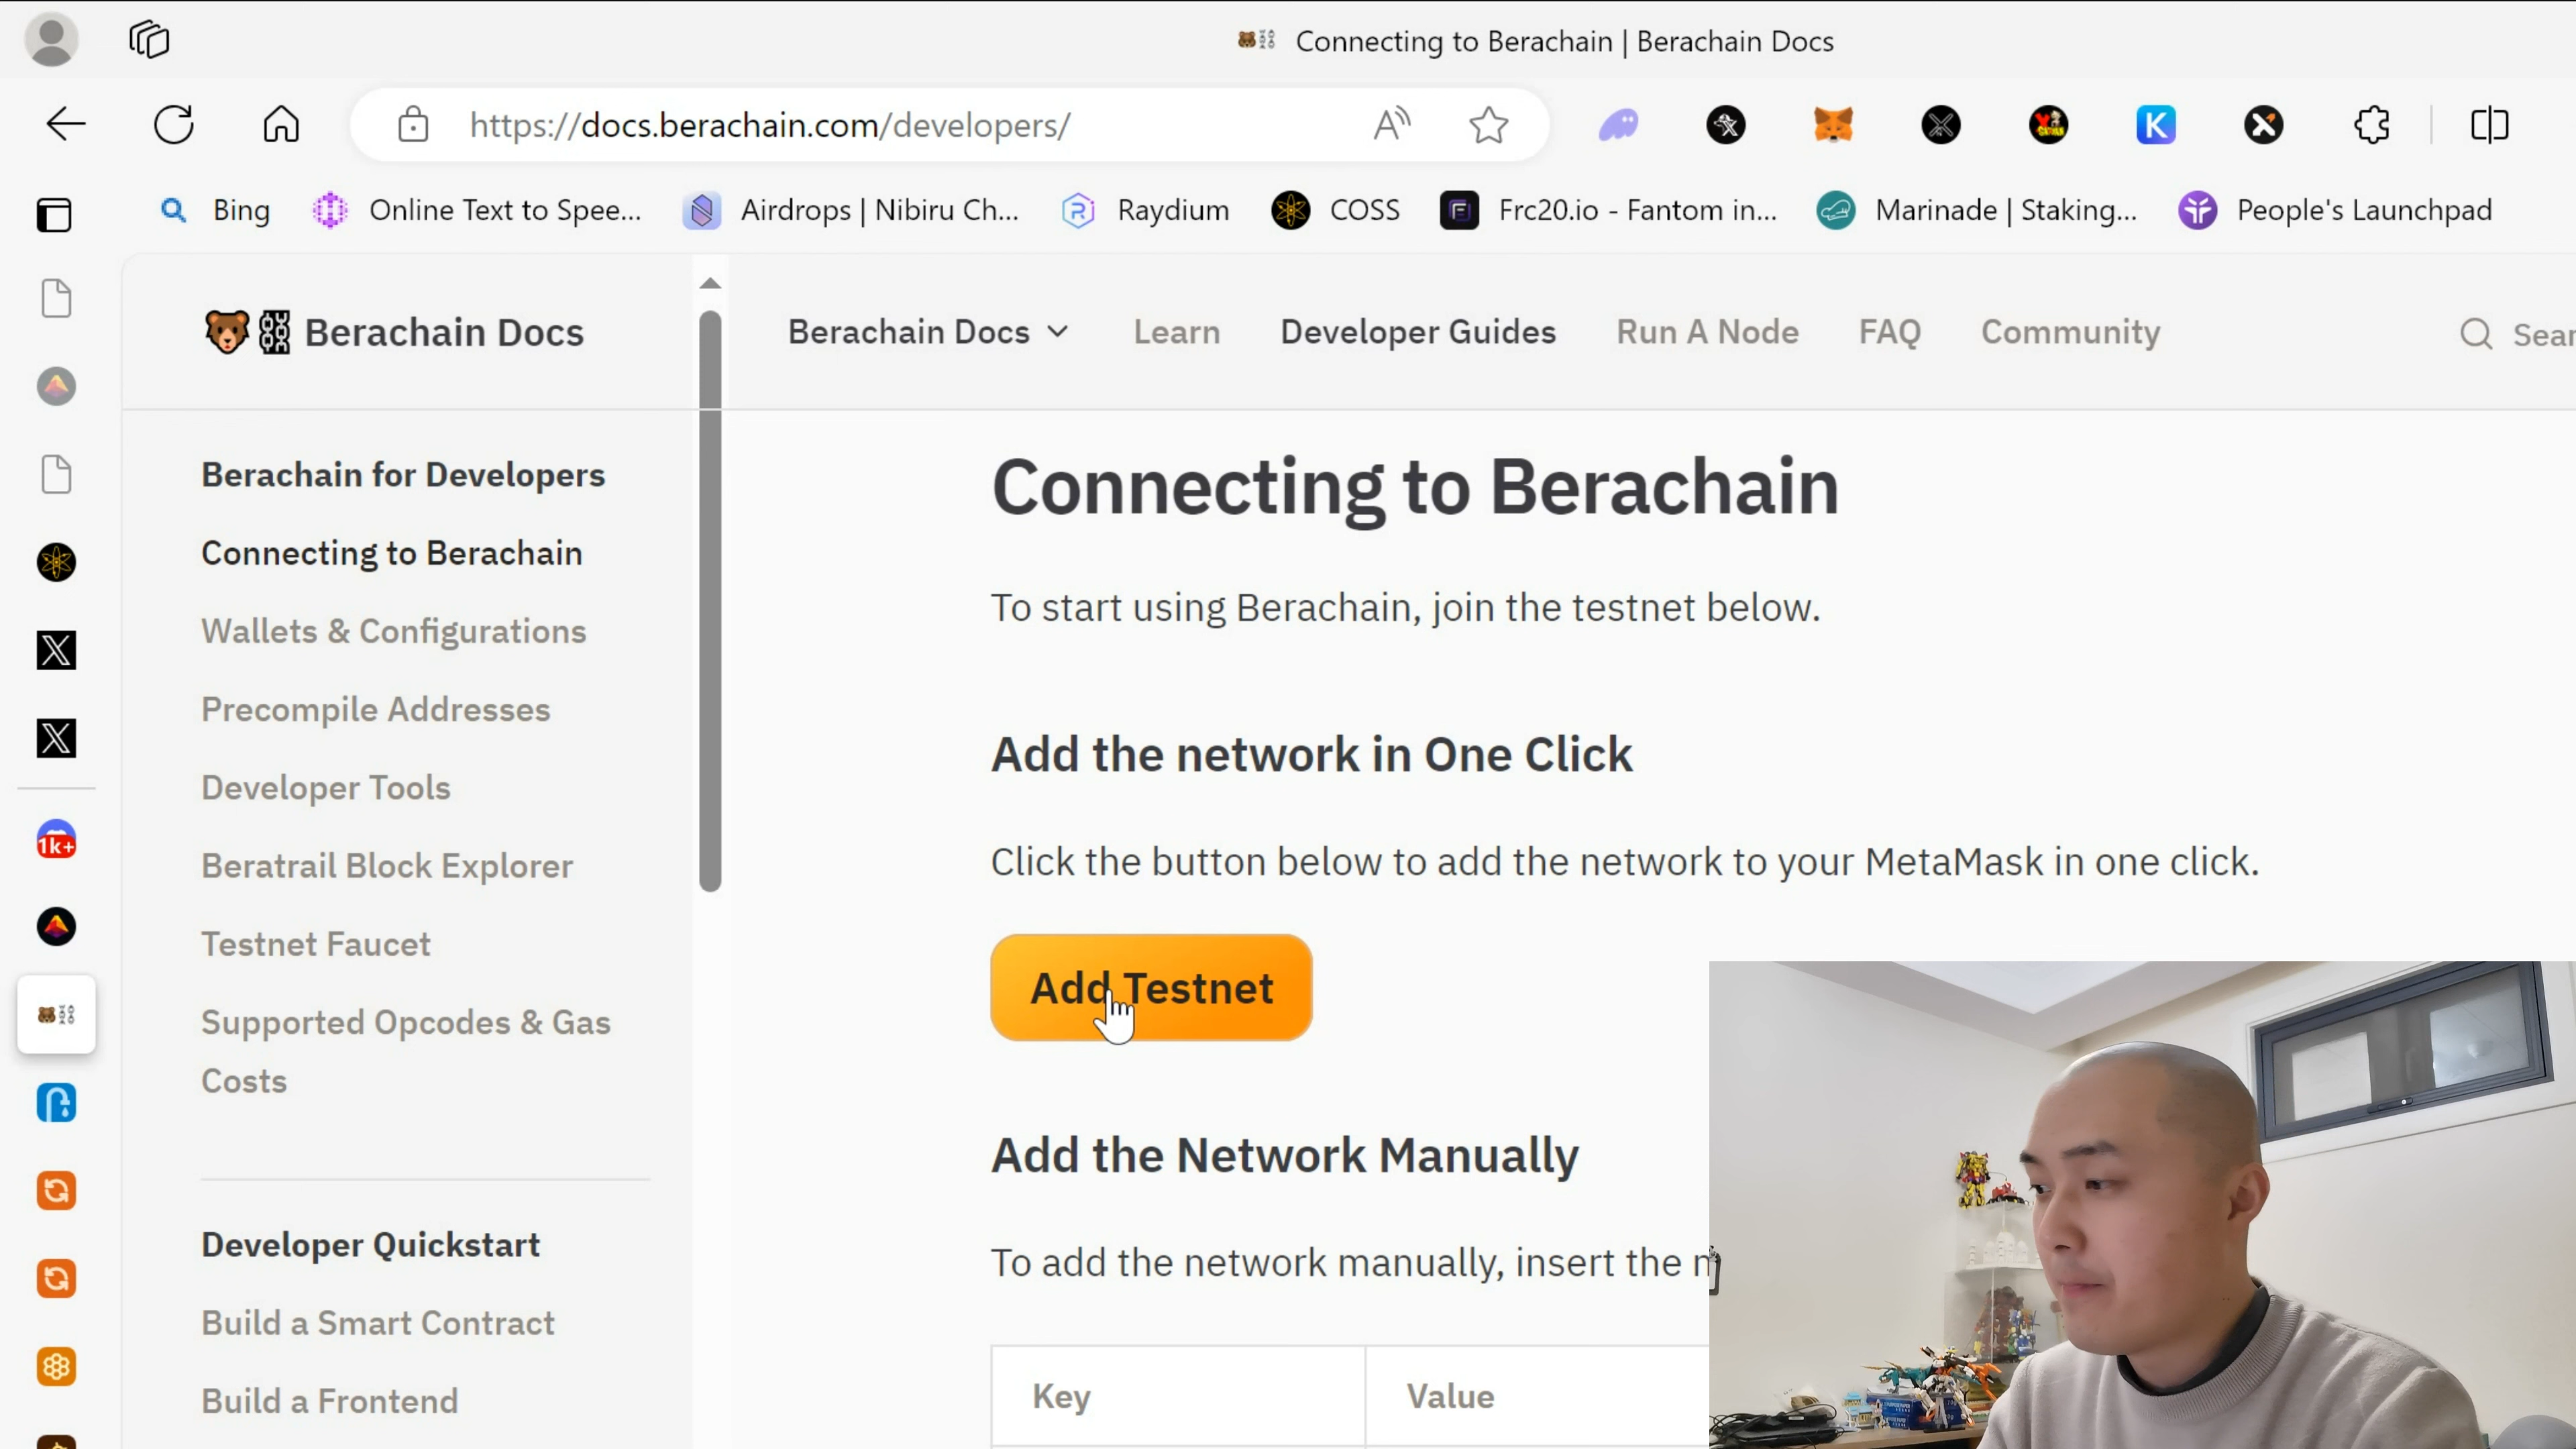 Connecting to Berachain | Berachain Docs
https://docs.berachain.com/developers/
Bing
Online Text to Spee...
Airdrops | Nibiru Ch...
Raydium
COSS
Frc20.io - Fantom in...
Marinade | Staking...
People's Launchpad
Berachain Docs
Berachain Docs
Learn
Developer Guides
Run A Node
FAQ
Community
Berachain for Developers
Connecting to Berachain
Wallets & Configurations
Precompile Addresses
Developer Tools
Beratrail Block Explorer
Testnet Faucet
Supported Opcodes & Gas
Costs
Developer Quickstart
Build a Smart Contract
Build a Frontend
1k+
Connecting to Berachain
To start using Berachain, join the testnet below.
Add the network in One Click
Click the button below to add the network to your MetaMask in one click.
Add Testnet
Add the Network Manually
To add the network manually, insert the
Key
Value